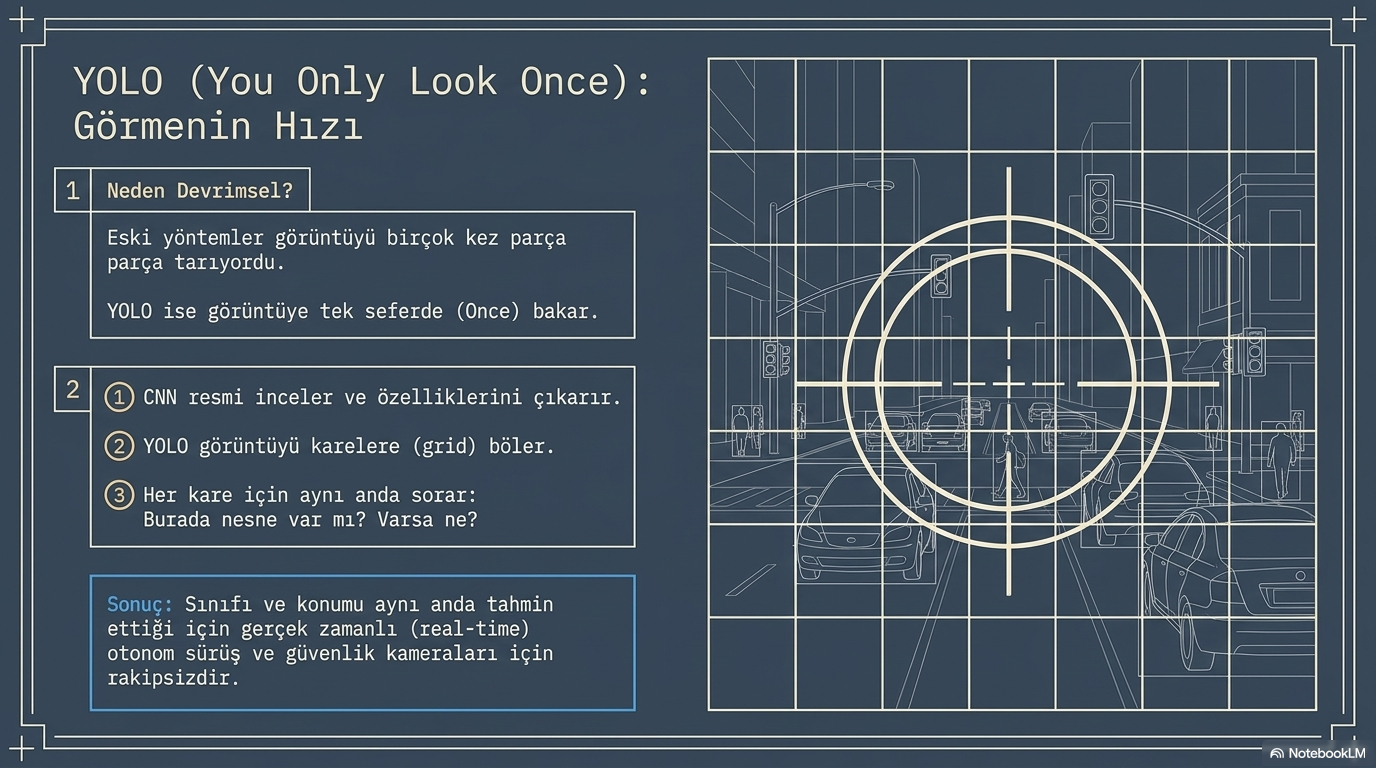 YOLO (You Only Look Once):
Görmenin Hızı
1 Neden Devrimsel?
Eski yöntemler görüntüyü birçok kez parça
parça tarıyordu.
YOLO ise görüntüye tek seferde (Once) bakar.
2
1 CNN resmi inceler ve özelliklerini çıkarır.
2 YOLO görüntüyü karelere (grid) böler.
3 Her kare için aynı anda sorar:
Burada nesne var mı? Varsa ne?
Sonuç: Sınıfı ve konumu aynı anda tahmin
ettiği için gerçek zamanlı (real-time)
otonom sürüş ve güvenlik kameraları için
rakipsizdir.
NotebookLM